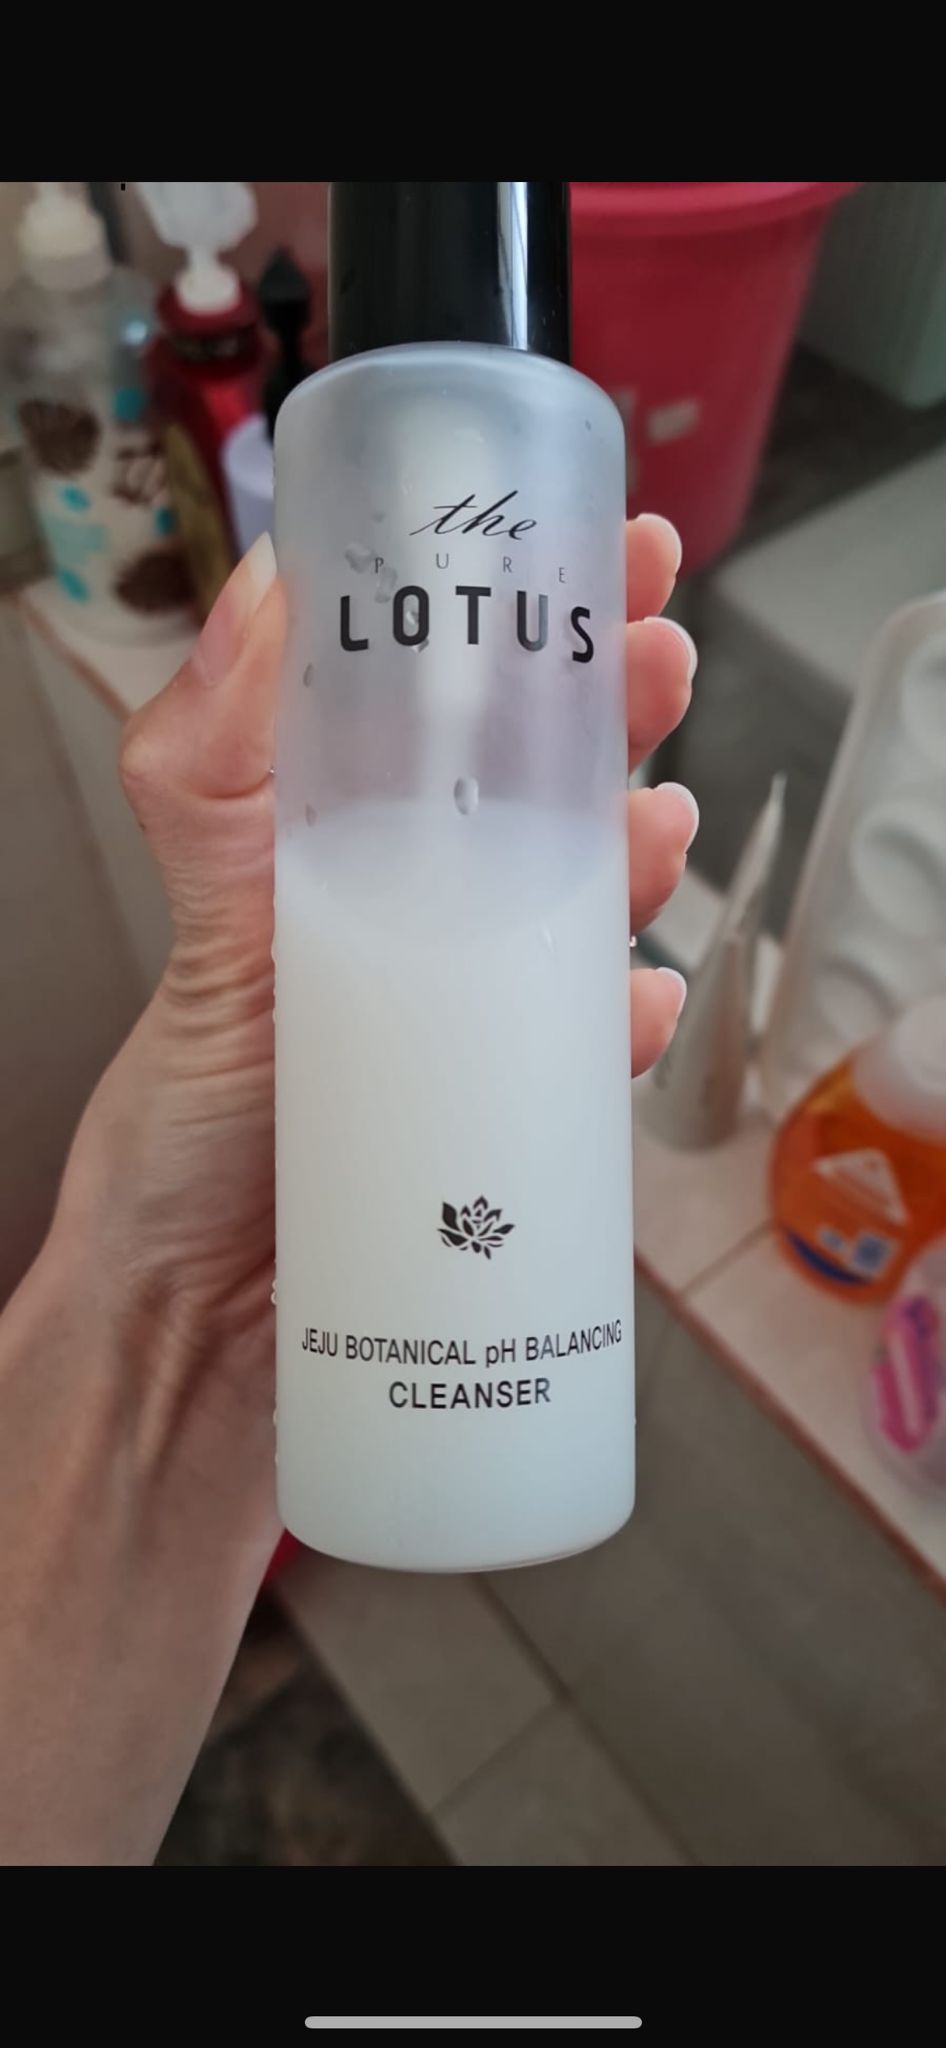 the
PURE
LOTUS
JEJU BOTANICAL pH BALANCING
CLEANSER